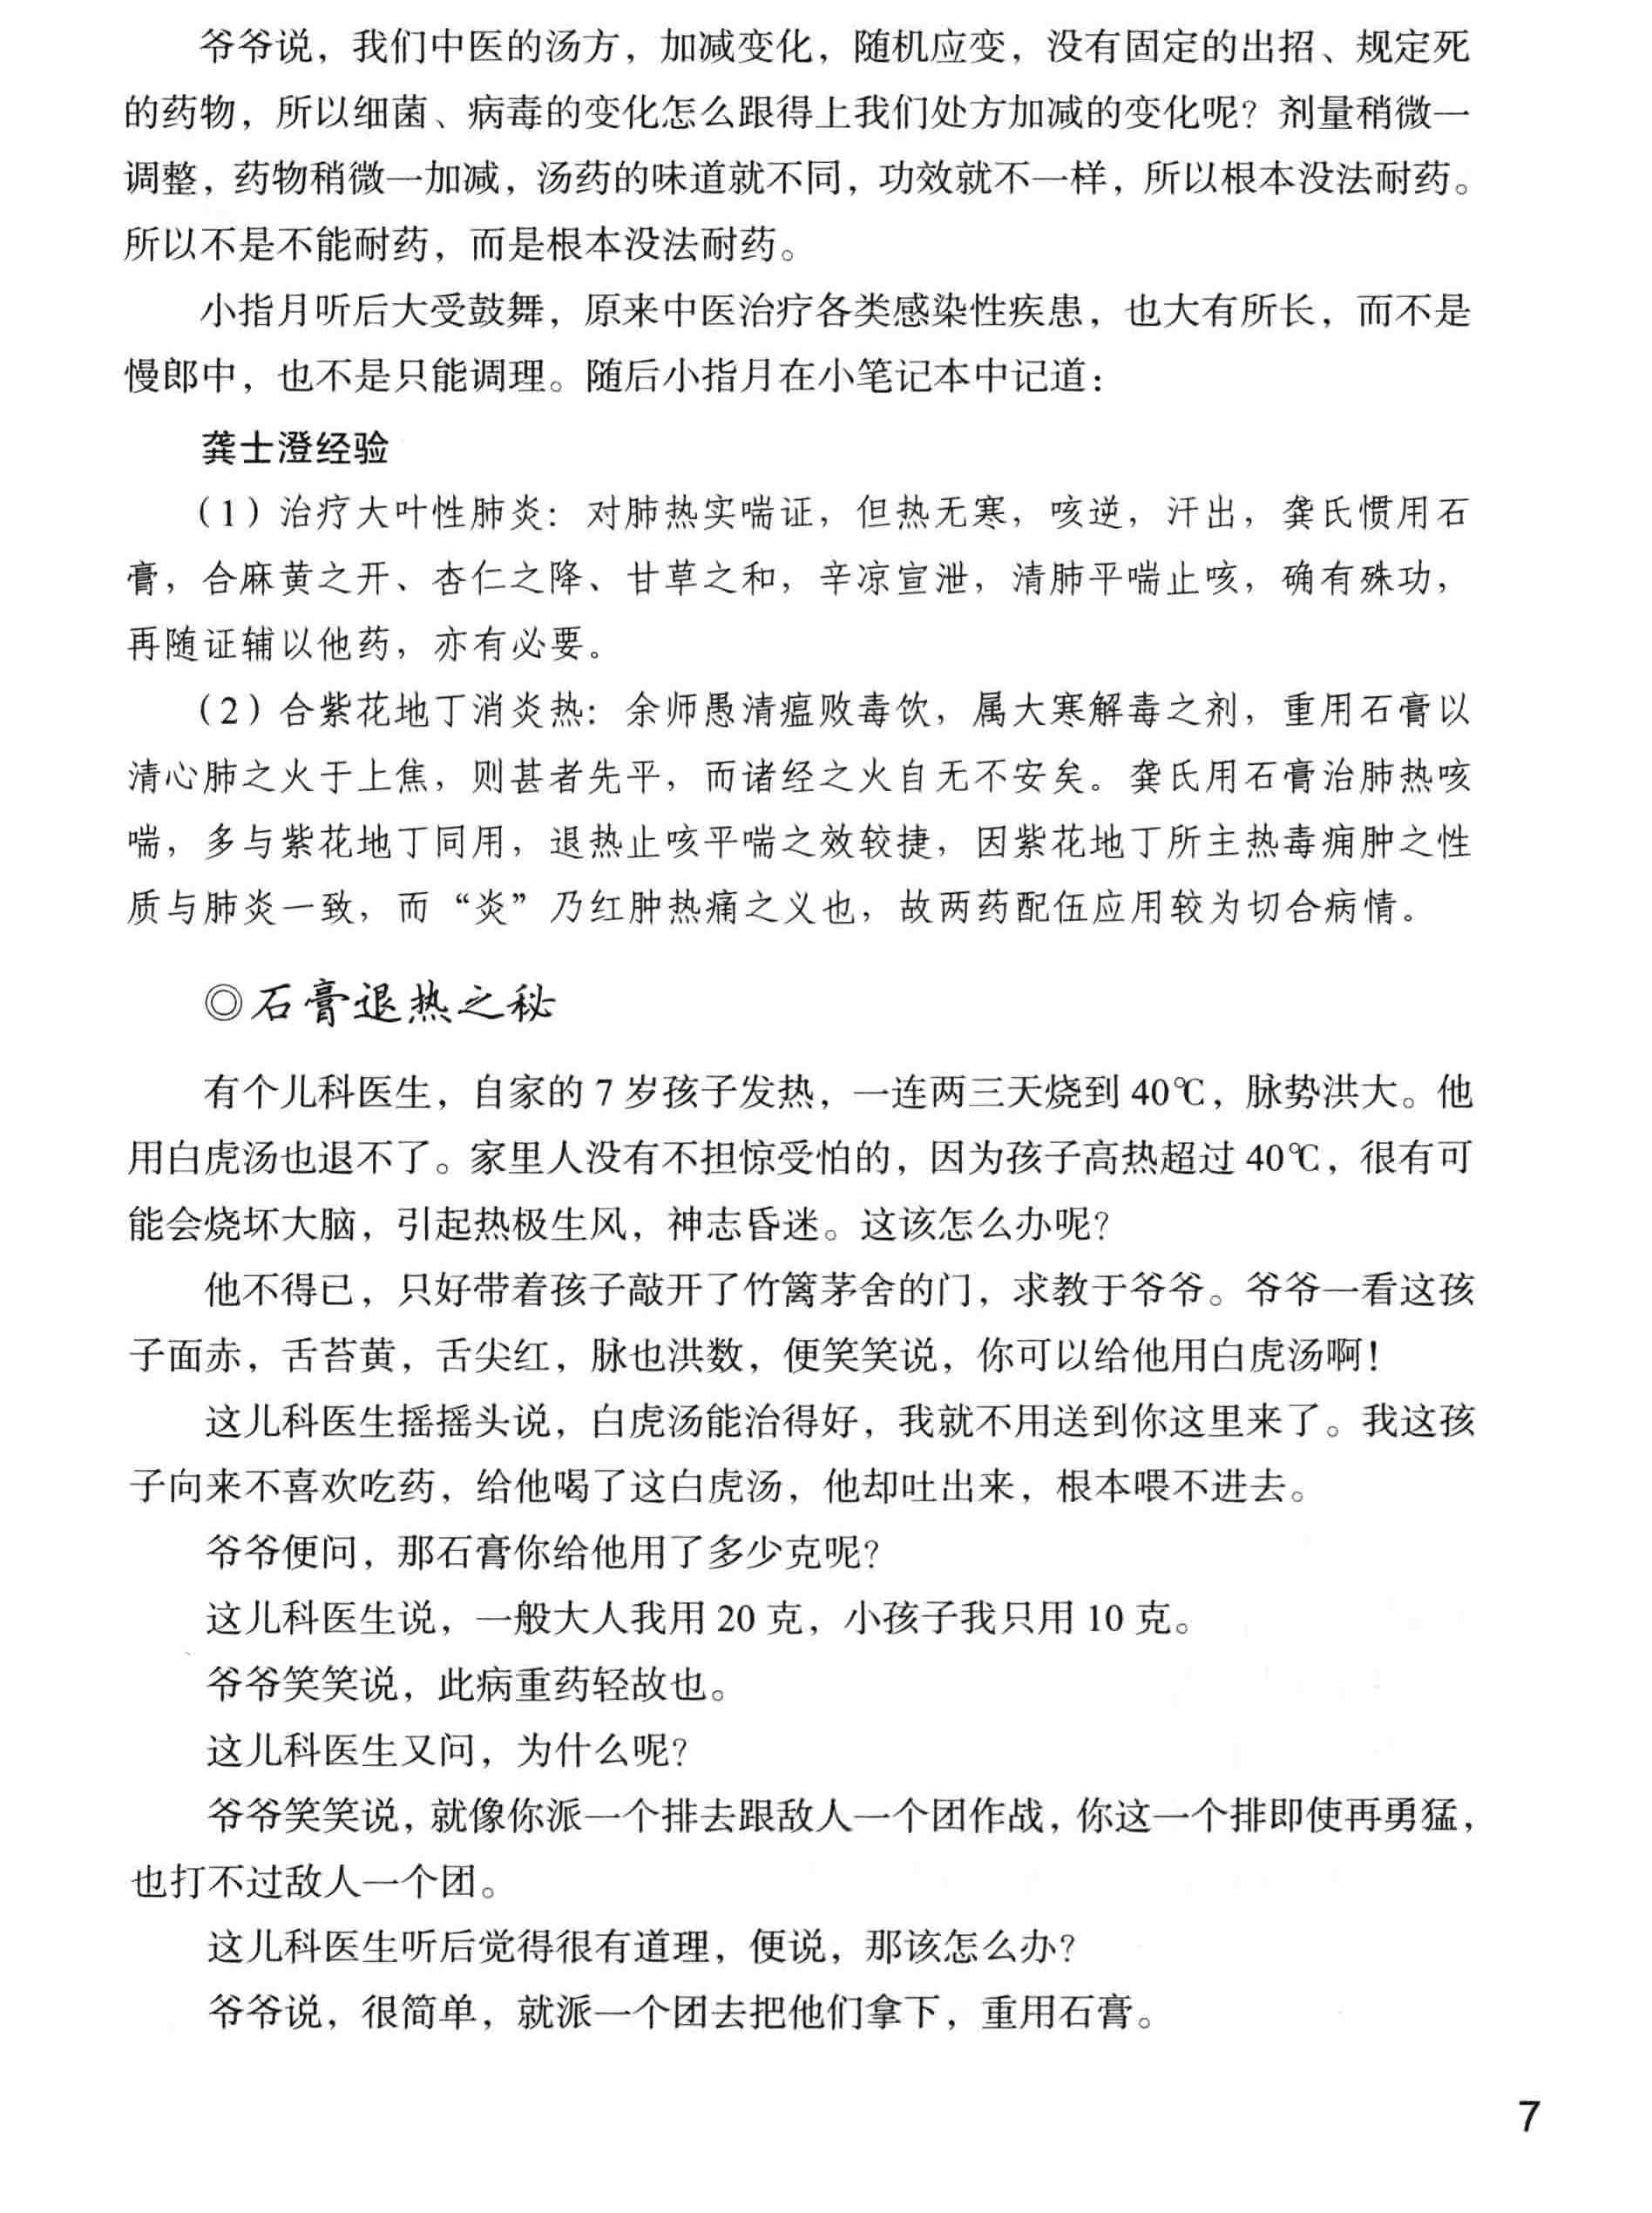 爷爷说，我们中医的汤方，加减变化，随机应变，没有固定的出招、规定死
的药物，所以细菌、病毒的变化怎么跟得上我们处方加减的变化呢？剂量稍微一
调整，药物稍微一加减，汤药的味道就不同，功效就不一样，所以根本没法耐药。
所以不是不能耐药，而是根本没法耐药。
小指月听后大受鼓舞，原来中医治疗各类感染性疾患，也大有所长，而不是
慢郎中，也不是只能调理。随后小指月在小笔记本中记道：
龚士澄经验
（1）治疗大叶性肺炎：对肺热实喘证，但热无寒，咳逆，汗出，龚氏惯用石
膏，合麻黄之开、杏仁之降、甘草之和，辛凉宣泄，清肺平喘止咳，确有殊功，
再随证辅以他药，亦有必要。
（2）合紫花地丁消炎热：余师愚清瘟败毒饮，属大寒解毒之剂，重用石膏以
清心肺之火于上焦，则甚者先平，而诸经之火自无不安矣。龚氏用石膏治肺热咳
喘，多与紫花地丁同用，退热止咳平喘之效较捷，因紫花地丁所主热毒痈肿之性
质与肺炎一致，而“炎”乃红肿热痛之义也，故两药配伍应用较为切合病情。
◎石膏退热之秘
有个儿科医生，自家的 7 岁孩子发热，一连两三天烧到 40℃，脉势洪大。他
用白虎汤也退不了。家里人没有不担惊受怕的，因为孩子高热超过 40℃，很有可
能会烧坏大脑，引起热极生风，神志昏迷。这该怎么办呢？
他不得已，只好带着孩子敲开了竹篱茅舍的门，求教于爷爷。爷爷一看这孩
子面赤，舌苔黄，舌尖红，脉也洪数，便笑笑说，你可以给他用白虎汤啊！
这儿科医生摇摇头说，白虎汤能治得好，我就不用送到你这里来了。我这孩
子向来不喜欢吃药，给他喝了这白虎汤，他却吐出来，根本喂不进去。
爷爷便问，那石膏你给他用了多少克呢？
这儿科医生说，一般大人我用 20 克，小孩子我只用 10 克。
爷爷笑笑说，此病重药轻故也。
这儿科医生又问，为什么呢？
爷爷笑笑说，就像你派一个排去跟敌人一个团作战，你这一个排即使再勇猛，
也打不过敌人一个团。
这儿科医生听后觉得很有道理，便说，那该怎么办？
爷爷说，很简单，就派一个团去把他们拿下，重用石膏。
7